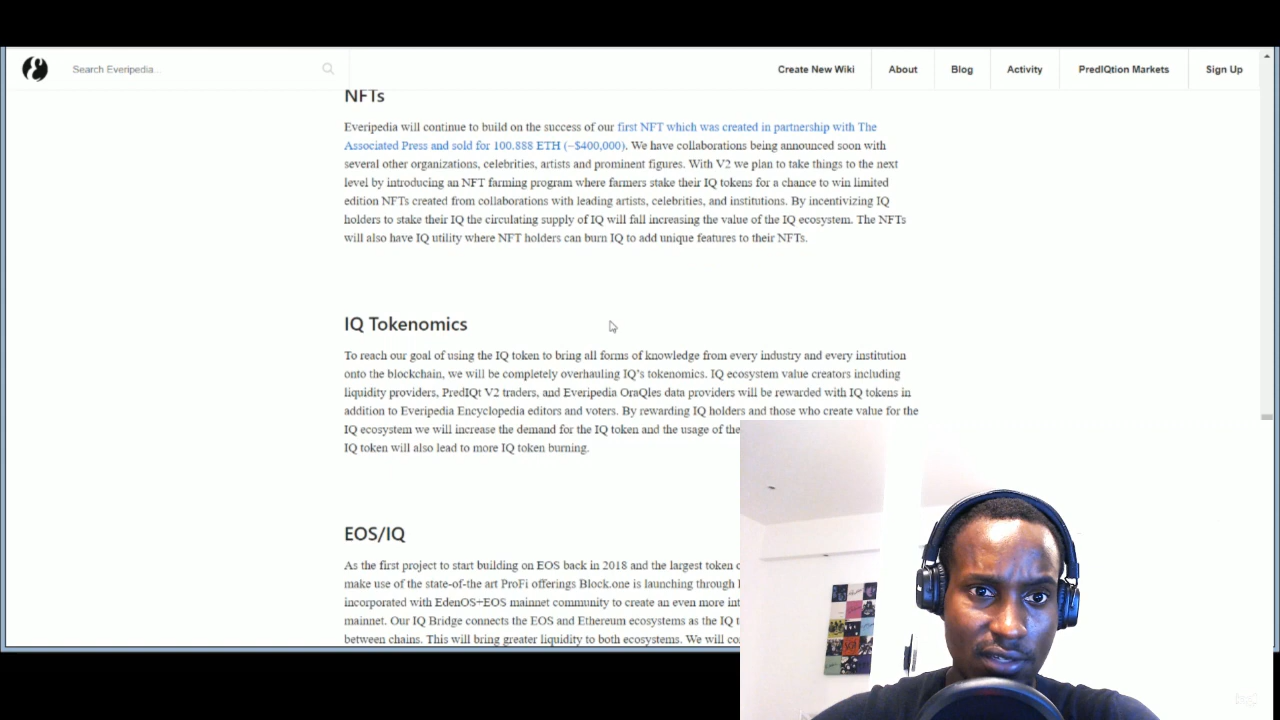 Search Everipedia...
Create New Wiki
About
Blog
Activity
PredIQtion Markets
Sign Up
NFTs
Everipedia will continue to build on the success of our first NFT which was created in partnership with The
Associated Press and sold for 100.888 ETH (~$400,000). We have collaborations being announced soon with
several other organizations, celebrities, artists and prominent figures. With V2 we plan to take things to the next
level by introducing an NFT farming program where farmers stake their IQ tokens for a chance to win limited
edition NFTs created from collaborations with leading artists, celebrities, and institutions. By incentivizing IQ
holders to stake their IQ the circulating supply of IQ will fall increasing the value of the IQ ecosystem. The NFTs
will also have IQ utility where NFT holders can burn IQ to add unique features to their NFTs.
IQ Tokenomics
To reach our goal of using the IQ token to bring all forms of knowledge from every industry and every institution
onto the blockchain, we will be completely overhauling IQ's tokenomics. IQ ecosystem value creators including
liquidity providers, PredIQt V2 traders, and Everipedia OraQles data providers will be rewarded with IQ tokens in
addition to Everipedia Encyclopedia editors and voters. By rewarding IQ holders and those who create value for the
IQ ecosystem we will increase the demand for the IQ token and the usage of the
IQ token will also lead to more IQ token burning.
EOS/IQ
As the first project to start building on EOS back in 2018 and the largest token
make use of the state-of-the art ProFi offerings Block.one is launching through
incorporated with EdenOS+EOS mainnet community to create an even more
mainnet. Our IQ Bridge connects the EOS and Ethereum ecosystems as the IQ
between chains. This will bring greater liquidity to both ecosystems. We will